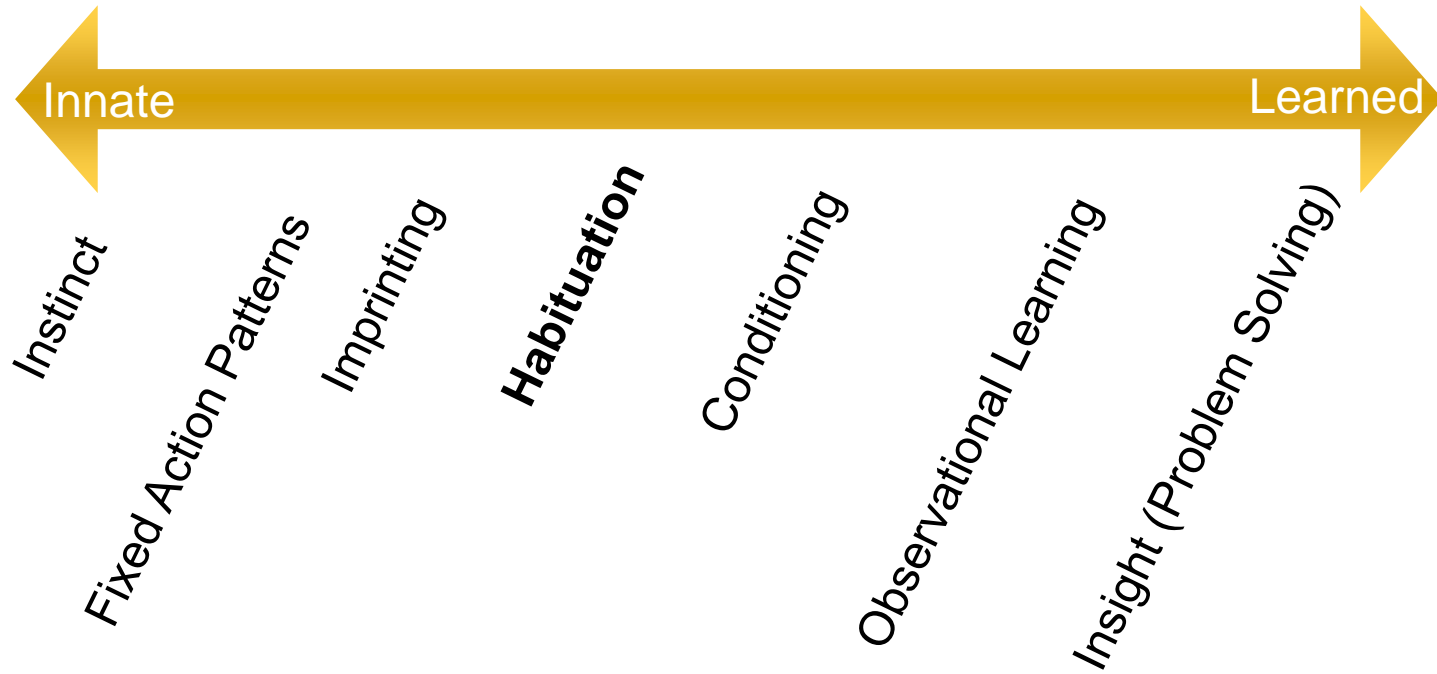 Innate
Learned
Instinct
Fixed Action Patterns
Imprinting
Habituation
Conditioning
Observational Learning
Insight (Problem Solving)